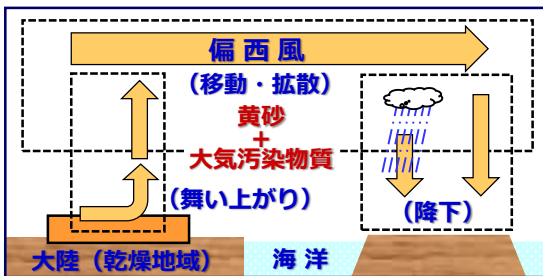 偏西風
(移動・拡散)
黄砂
+
大気汚染物質
(舞い上がり)
(降下)
大陸(乾燥地域)
海洋